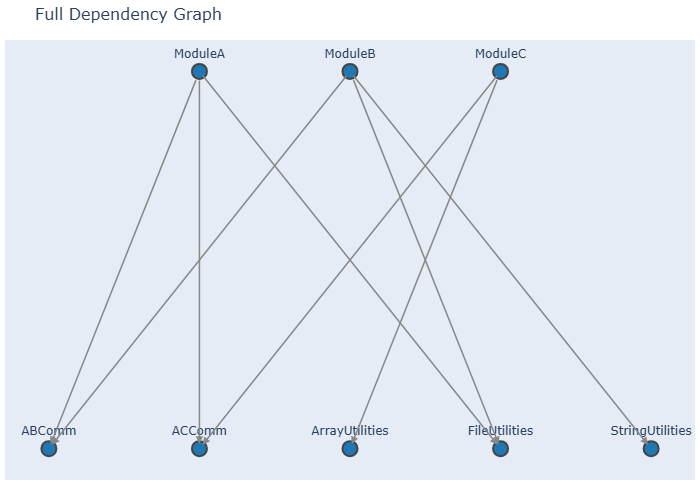 Full Dependency Graph
ModuleA ModuleB ModuleC
ABComm ACComm ArrayUtilities FileUtilities StringUtilities